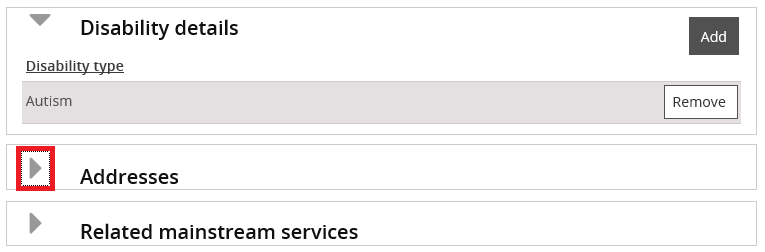 Disability details
Add
Disability type
Autism
Remove
Addresses
Related mainstream services